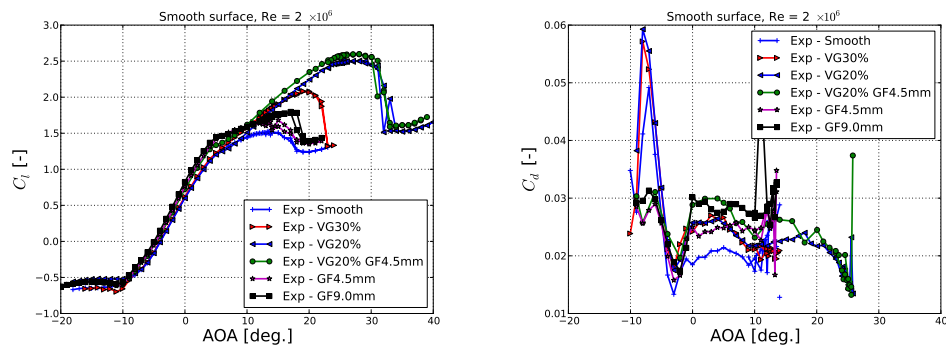 Smooth surface, Re = 2 ×10⁶
3.0
2.5
2.0
1.5
1.0
0.5
0.0
−0.5
−1.0
C_l [-]
−20
−10
0
10
20
30
40
AOA [deg.]
Exp - Smooth
Exp - VG30%
Exp - VG20%
Exp - VG20% GF4.5mm
Exp - GF4.5mm
Exp - GF9.0mm
Smooth surface, Re = 2 ×10⁶
0.06
0.05
0.04
0.03
0.02
0.01
C_d [-]
−20
−10
0
10
20
30
40
AOA [deg.]
Exp - Smooth
Exp - VG30%
Exp - VG20%
Exp - VG20% GF4.5mm
Exp - GF4.5mm
Exp - GF9.0mm